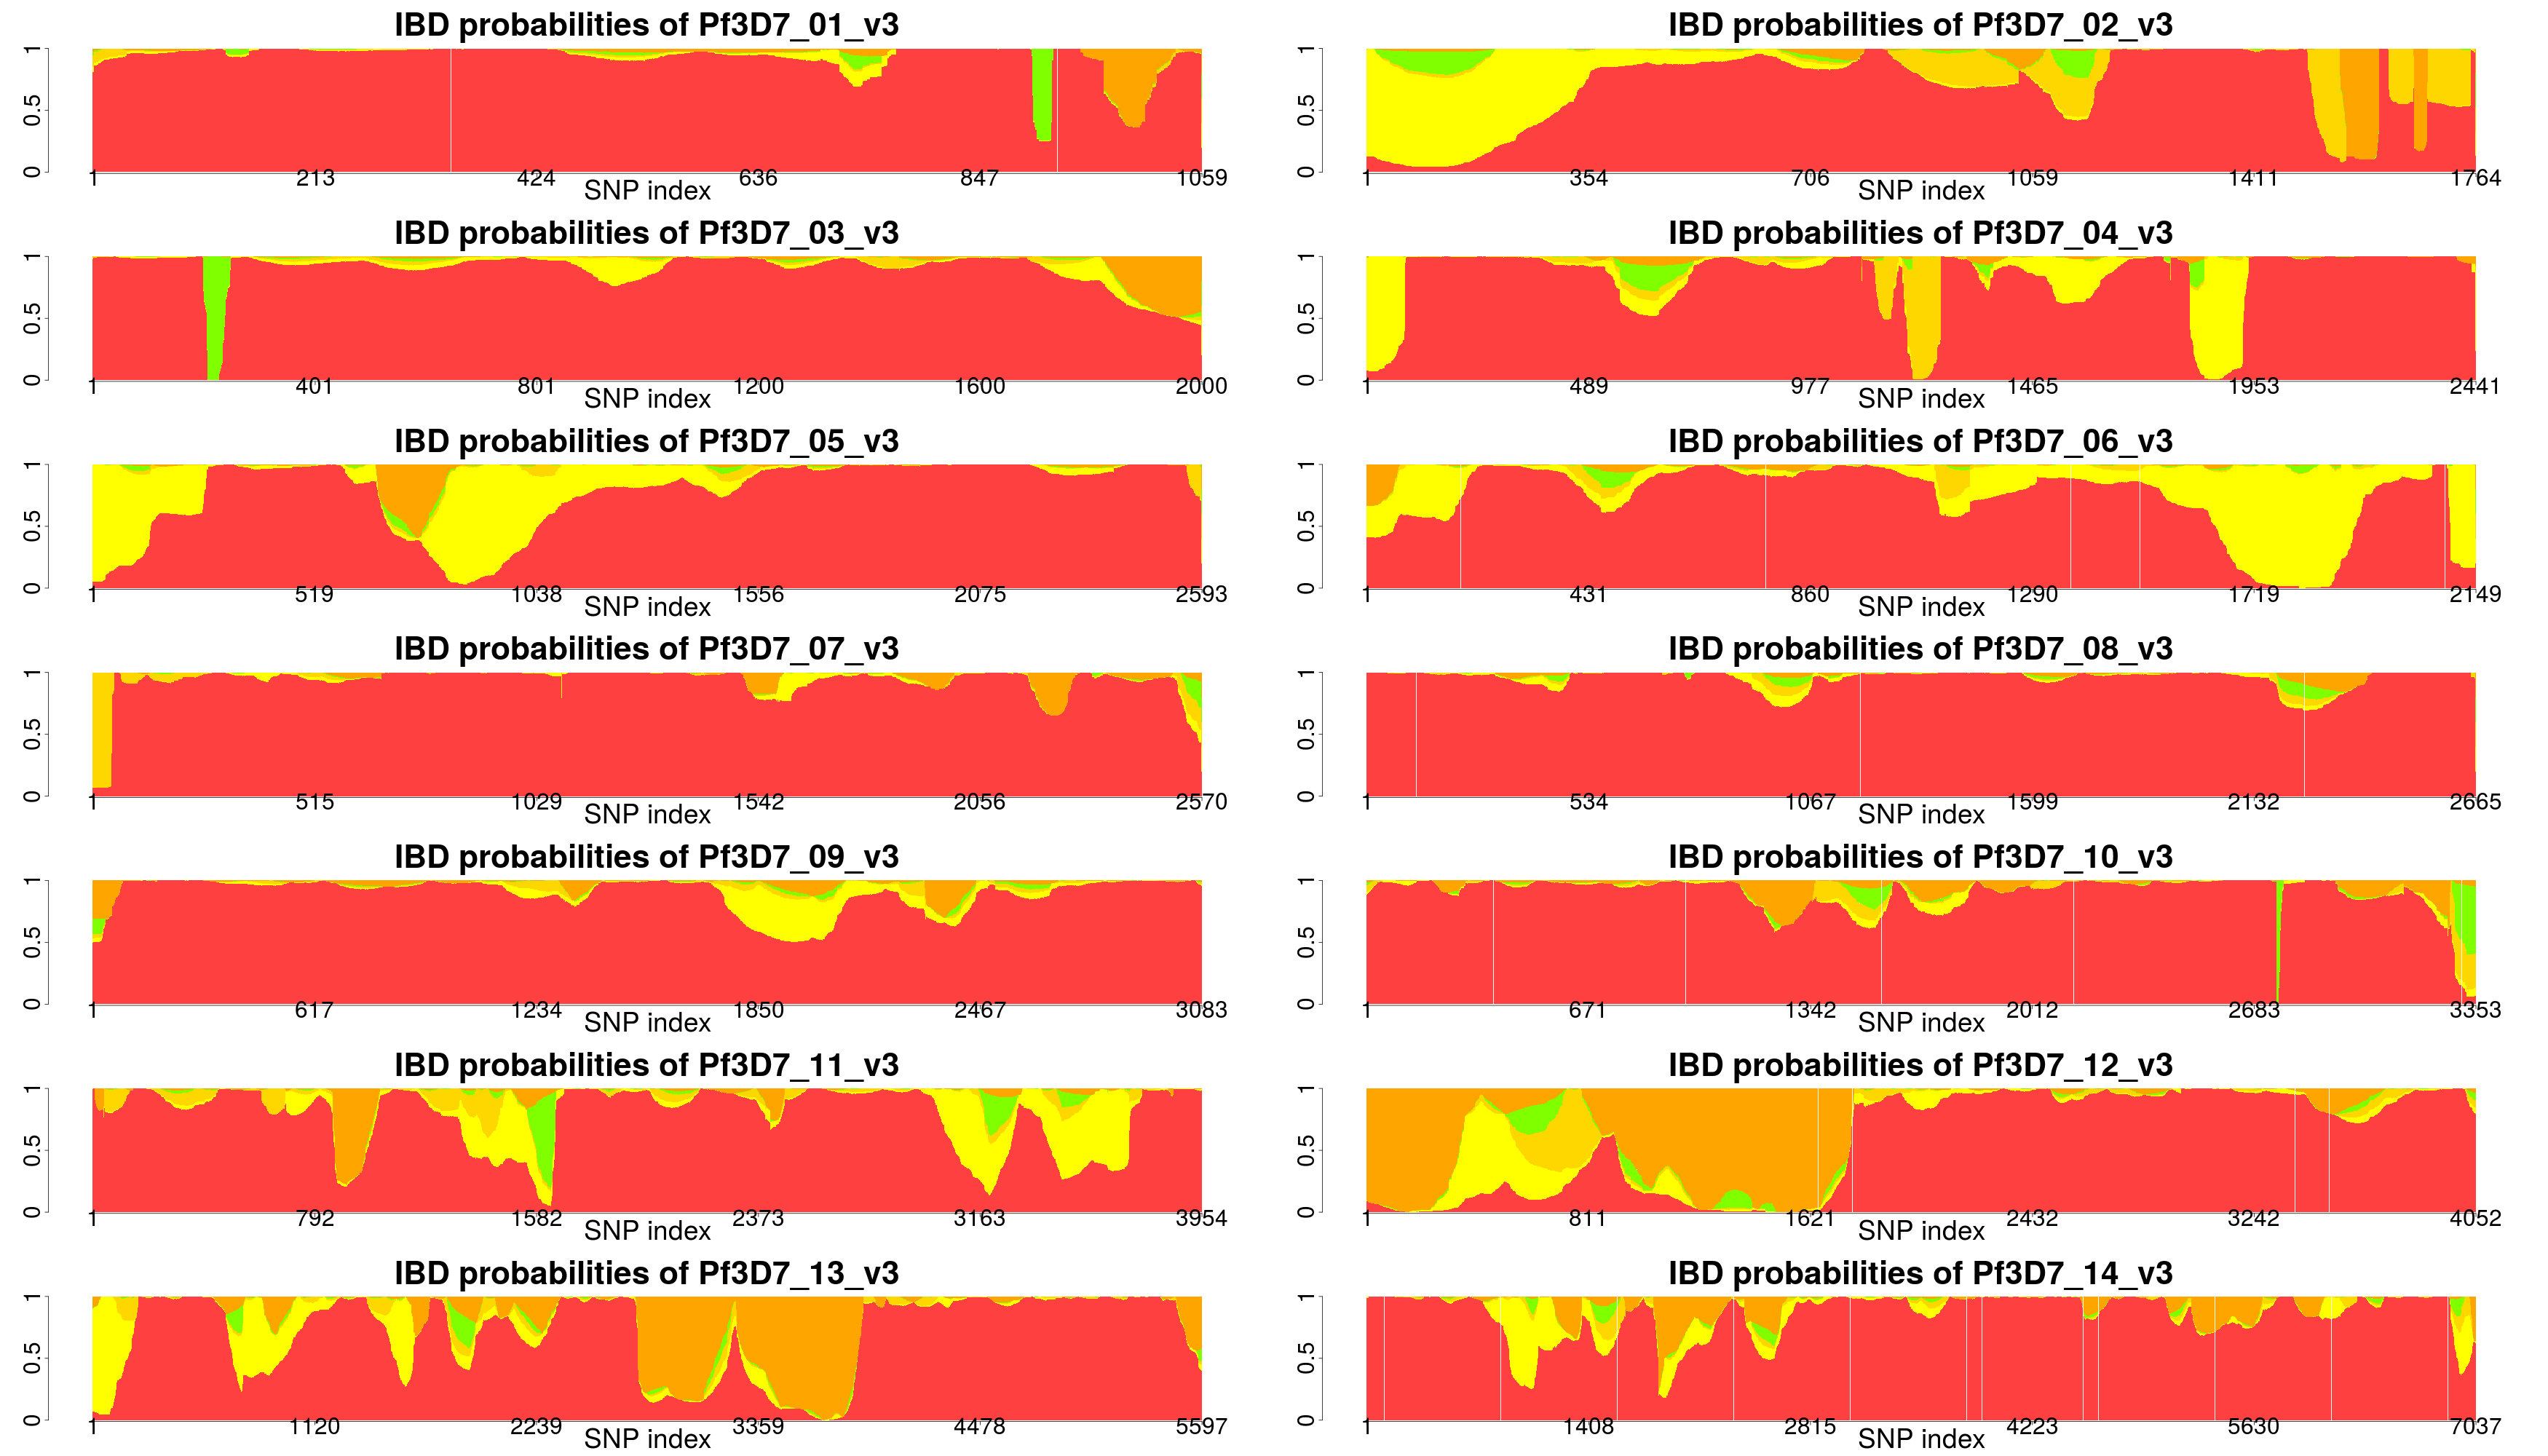 IBD probabilities of Pf3D7_01_v3
1
0.5
0
1 213 424 636 847 1059
SNP index
IBD probabilities of Pf3D7_02_v3
1
0.5
0
1 354 706 1059 1411 1764
SNP index
IBD probabilities of Pf3D7_03_v3
1
0.5
0
1 401 801 1200 1600 2000
SNP index
IBD probabilities of Pf3D7_04_v3
1
0.5
0
1 489 977 1465 1953 2441
SNP index
IBD probabilities of Pf3D7_05_v3
1
0.5
0
1 519 1038 1556 2075 2593
SNP index
IBD probabilities of Pf3D7_06_v3
1
0.5
0
1 431 860 1290 1719 2149
SNP index
IBD probabilities of Pf3D7_07_v3
1
0.5
0
1 515 1029 1542 2056 2570
SNP index
IBD probabilities of Pf3D7_08_v3
1
0.5
0
1 534 1067 1599 2132 2665
SNP index
IBD probabilities of Pf3D7_09_v3
1
0.5
0
1 617 1234 1850 2467 3083
SNP index
IBD probabilities of Pf3D7_10_v3
1
0.5
0
1 671 1342 2012 2683 3353
SNP index
IBD probabilities of Pf3D7_11_v3
1
0.5
0
1 792 1582 2373 3163 3954
SNP index
IBD probabilities of Pf3D7_12_v3
1
0.5
0
1 811 1621 2432 3242 4052
SNP index
IBD probabilities of Pf3D7_13_v3
1
0.5
0
1 1120 2239 3359 4478 5597
SNP index
IBD probabilities of Pf3D7_14_v3
1
0.5
0
1 1408 2815 4223 5630 7037
SNP index